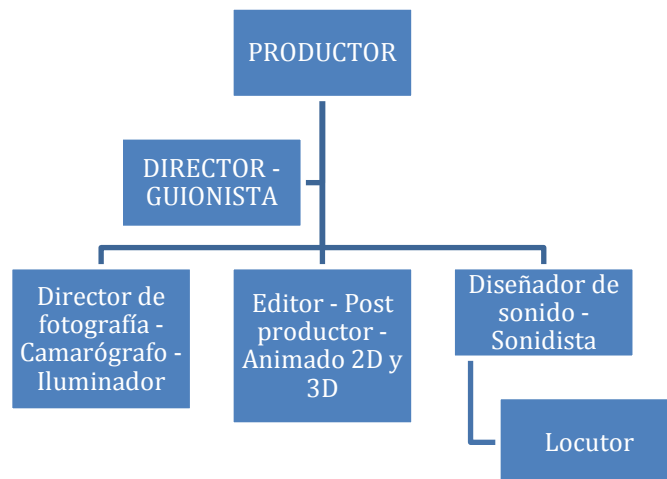 PRODUCTOR
DIRECTOR -
GUIONISTA
Director de
fotografía -
Camarógrafo -
Iluminador
Editor - Post
productor -
Animado 2D y
3D
Diseñador de
sonido -
Sonidista
Locutor